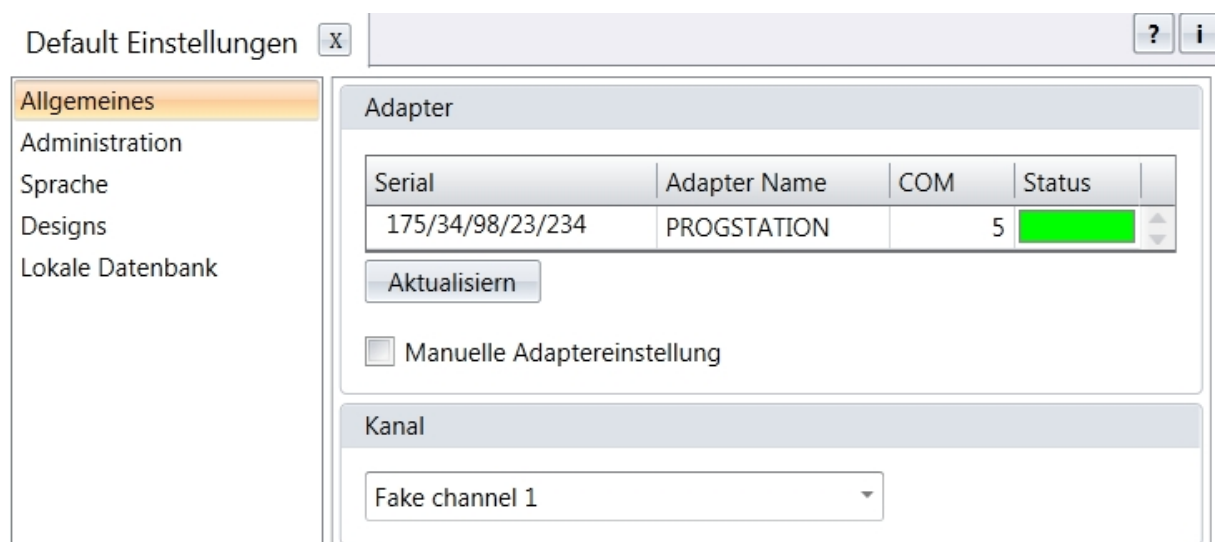 Default Einstellungen X ? i
Allgemeines
Administration
Sprache
Designs
Lokale Datenbank
Adapter
Serial Adapter Name COM Status
175/34/98/23/234 PROGSTATION 5
Aktualisiern
Manuelle Adaptereinstellung
Kanal
Fake channel 1